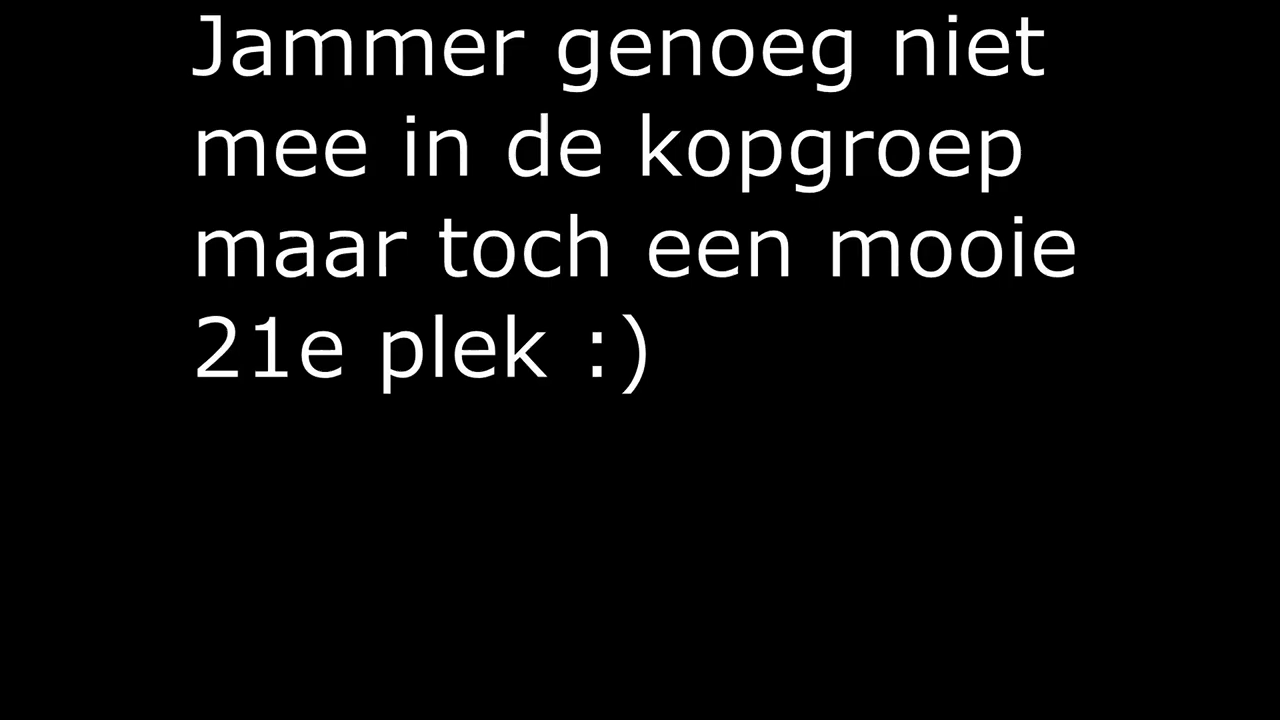 Jammer genoeg niet
mee in de kopgroep
maar toch een mooie
21e plek :)